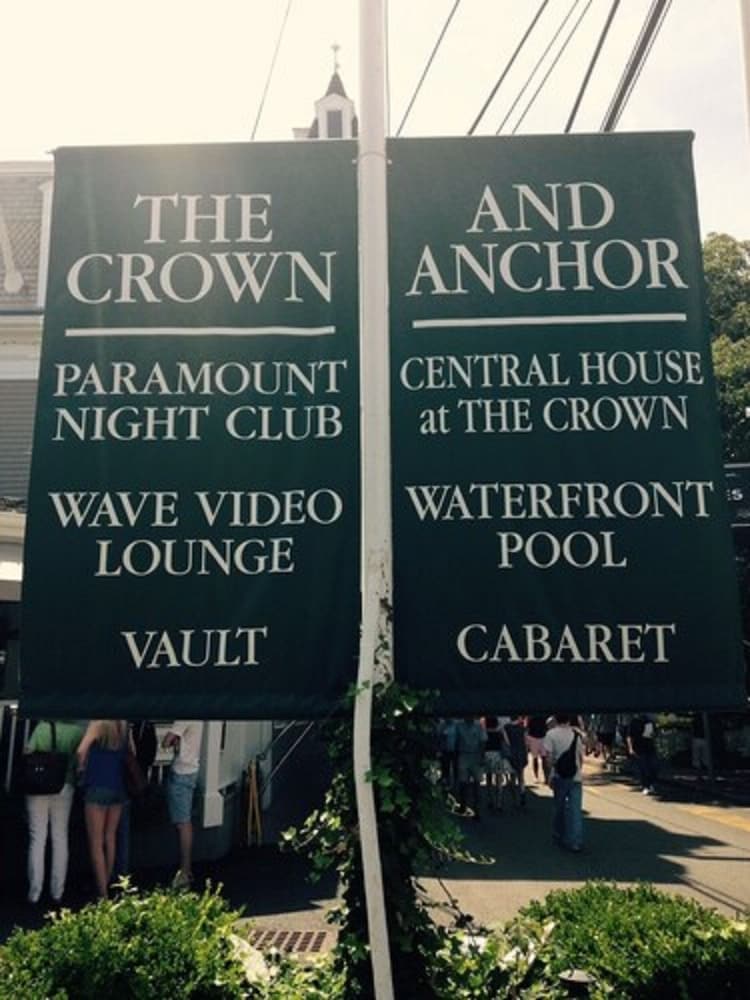 THE
CROWN
PARAMOUNT
NIGHT CLUB
WAVE VIDEO
LOUNGE
VAULT
AND
ANCHOR
CENTRAL HOUSE
at THE CROWN
WATERFRONT
POOL
CABARET